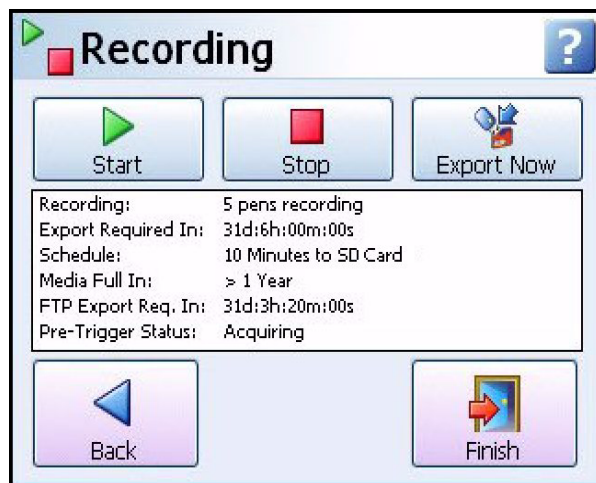 Recording
?
Start Stop Export Now
Recording: 5 pens recording
Export Required In: 31d:6h:00m:00s
Schedule: 10 Minutes to SD Card
Media Full In: > 1 Year
FTP Export Req. In: 31d:3h:20m:00s
Pre-Trigger Status: Acquiring
Back Finish